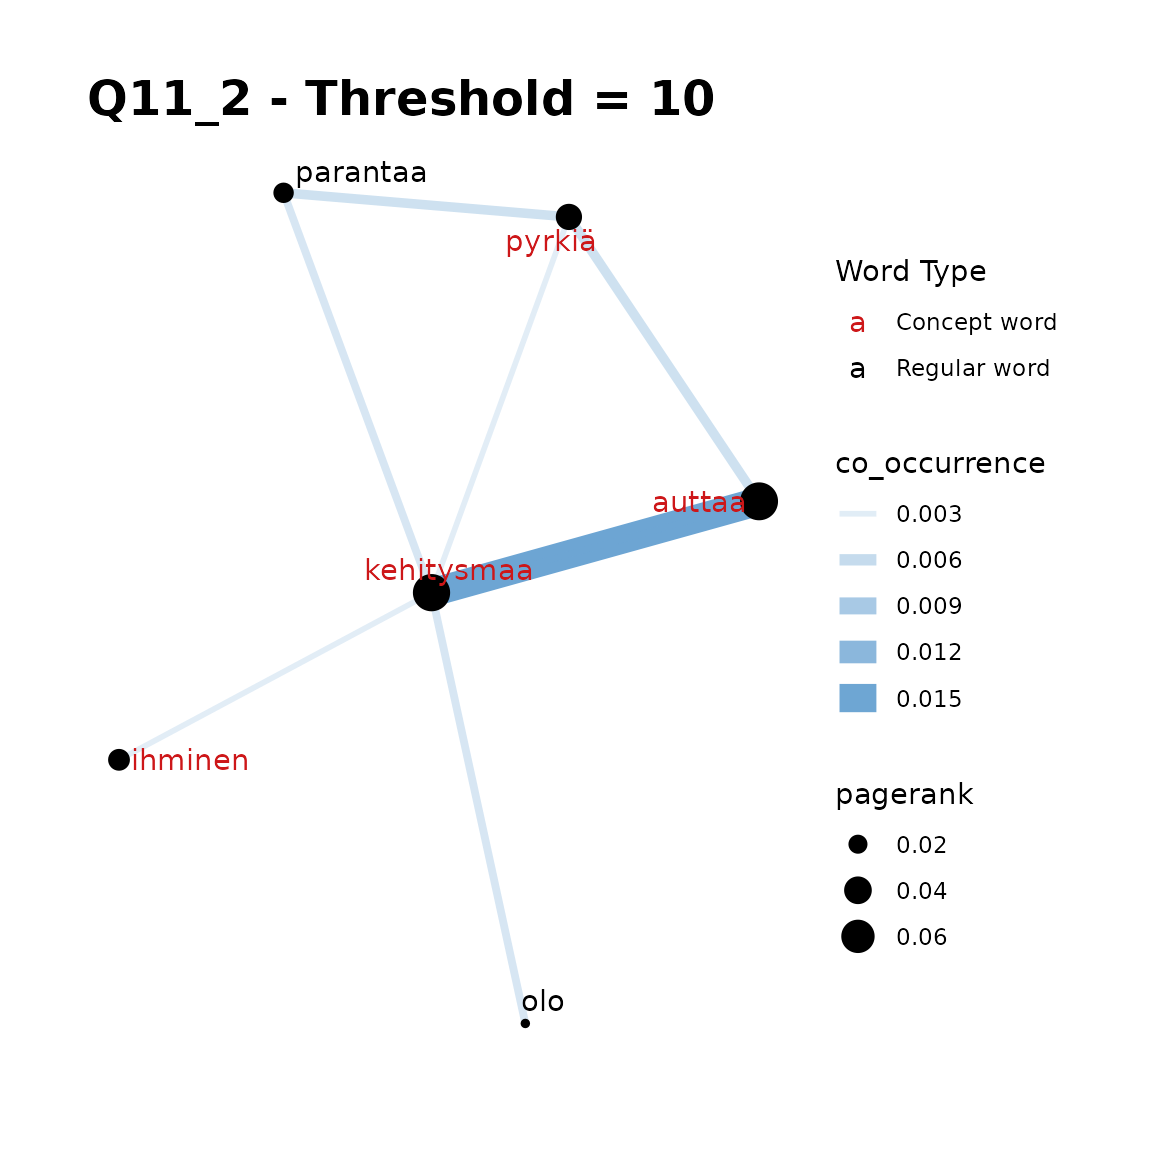 Q11_2 - Threshold = 10
parantaa
pyrkiä
auttaa
kehitysmaa
ihminen
olo
Word Type
a Concept word
a Regular word
co_occurrence
0.003
0.006
0.009
0.012
0.015
pagerank
0.02
0.04
0.06